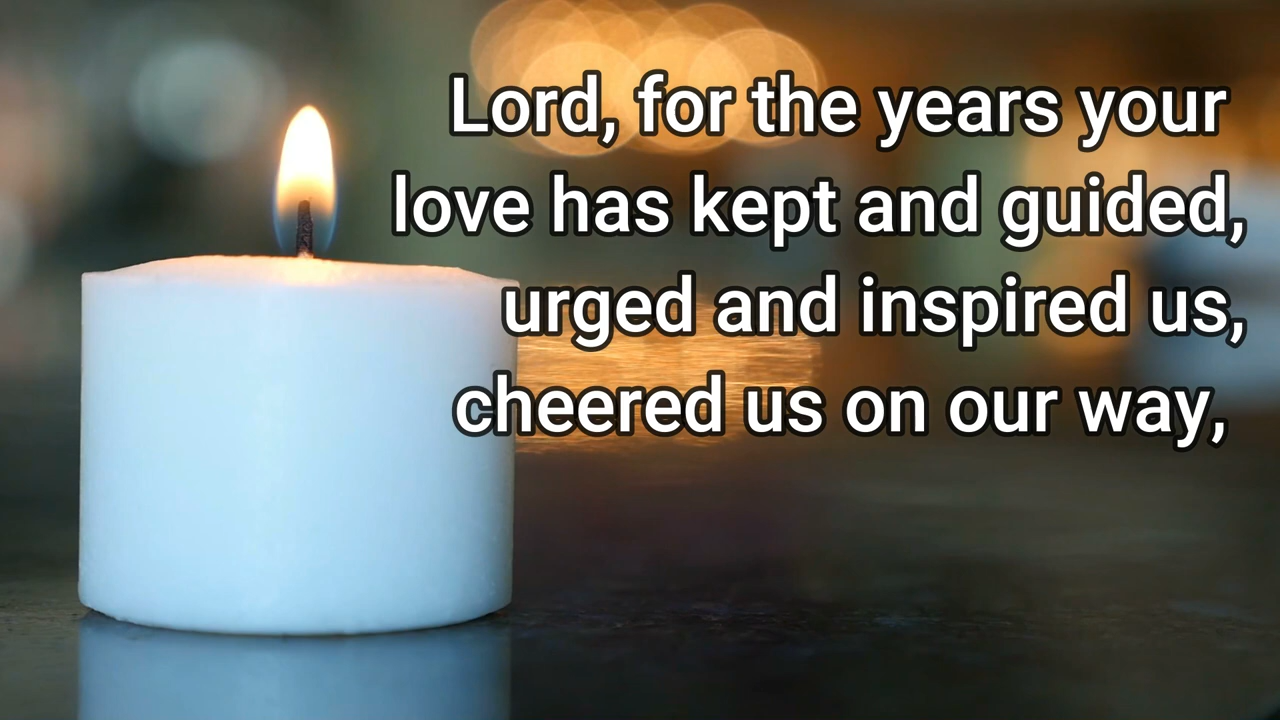 Lord, for the years your
love has kept and guided,
urged and inspired us,
cheered us on our way,